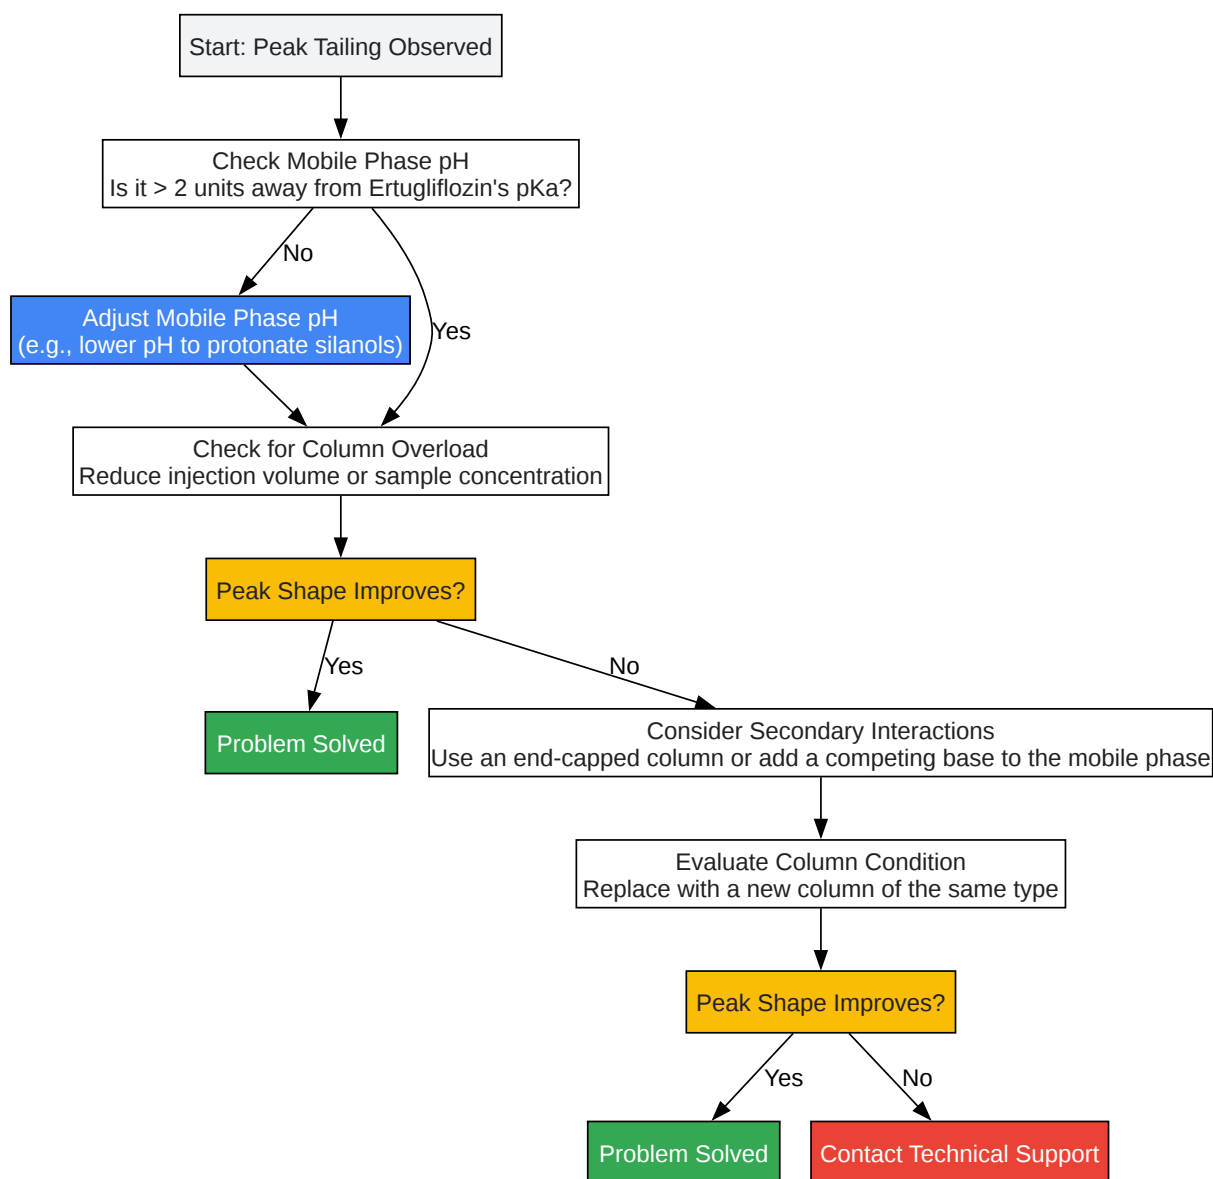 Start: Peak Tailing Observed
Check Mobile Phase pH
Is it > 2 units away from Ertugliflozin's pKa?
No
Adjust Mobile Phase pH
(e.g., lower pH to protonate silanols)
Yes
Check for Column Overload
Reduce injection volume or sample concentration
Peak Shape Improves?
Yes
No
Problem Solved
Consider Secondary Interactions
Use an end-capped column or add a competing base to the mobile phase
Evaluate Column Condition
Replace with a new column of the same type
Peak Shape Improves?
Yes
No
Problem Solved
Contact Technical Support